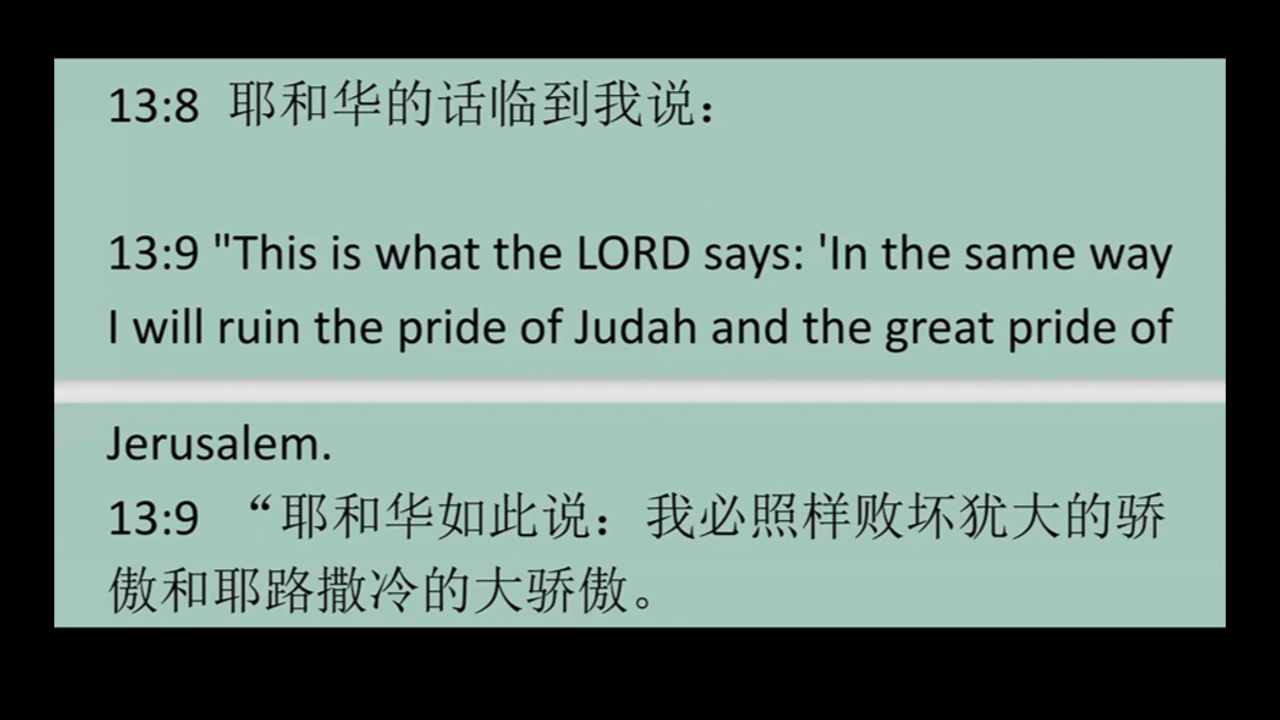 13:8 耶和华的话临到我说：
13:9 "This is what the LORD says: 'In the same way
I will ruin the pride of Judah and the great pride of
Jerusalem.
13:9 “耶和华如此说：我必照样败坏犹大的骄
傲和耶路撒冷的大骄傲。